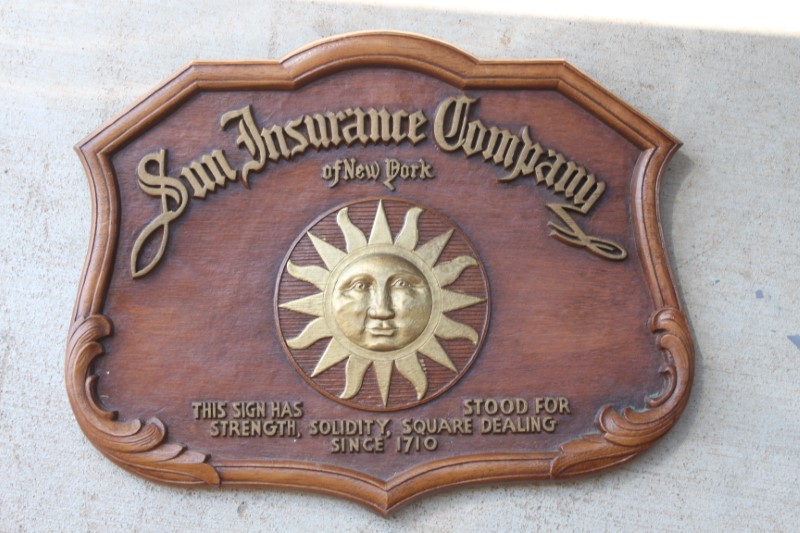 Sun Insurance Company
of New York
THIS SIGN HAS STOOD FOR
STRENGTH, SOLIDITY, SQUARE DEALING
SINCE 1710